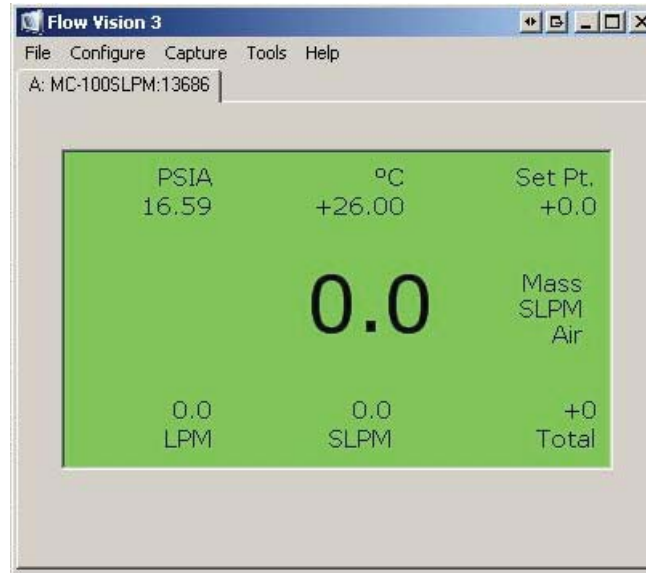 Flow Vision 3
File Configure Capture Tools Help
A: MC-100SLPM:13686
PSIA ºC Set Pt.
16.59 +26.00 +0.0
0.0
Mass
SLPM
Air
0.0 0.0 +0
LPM SLPM Total